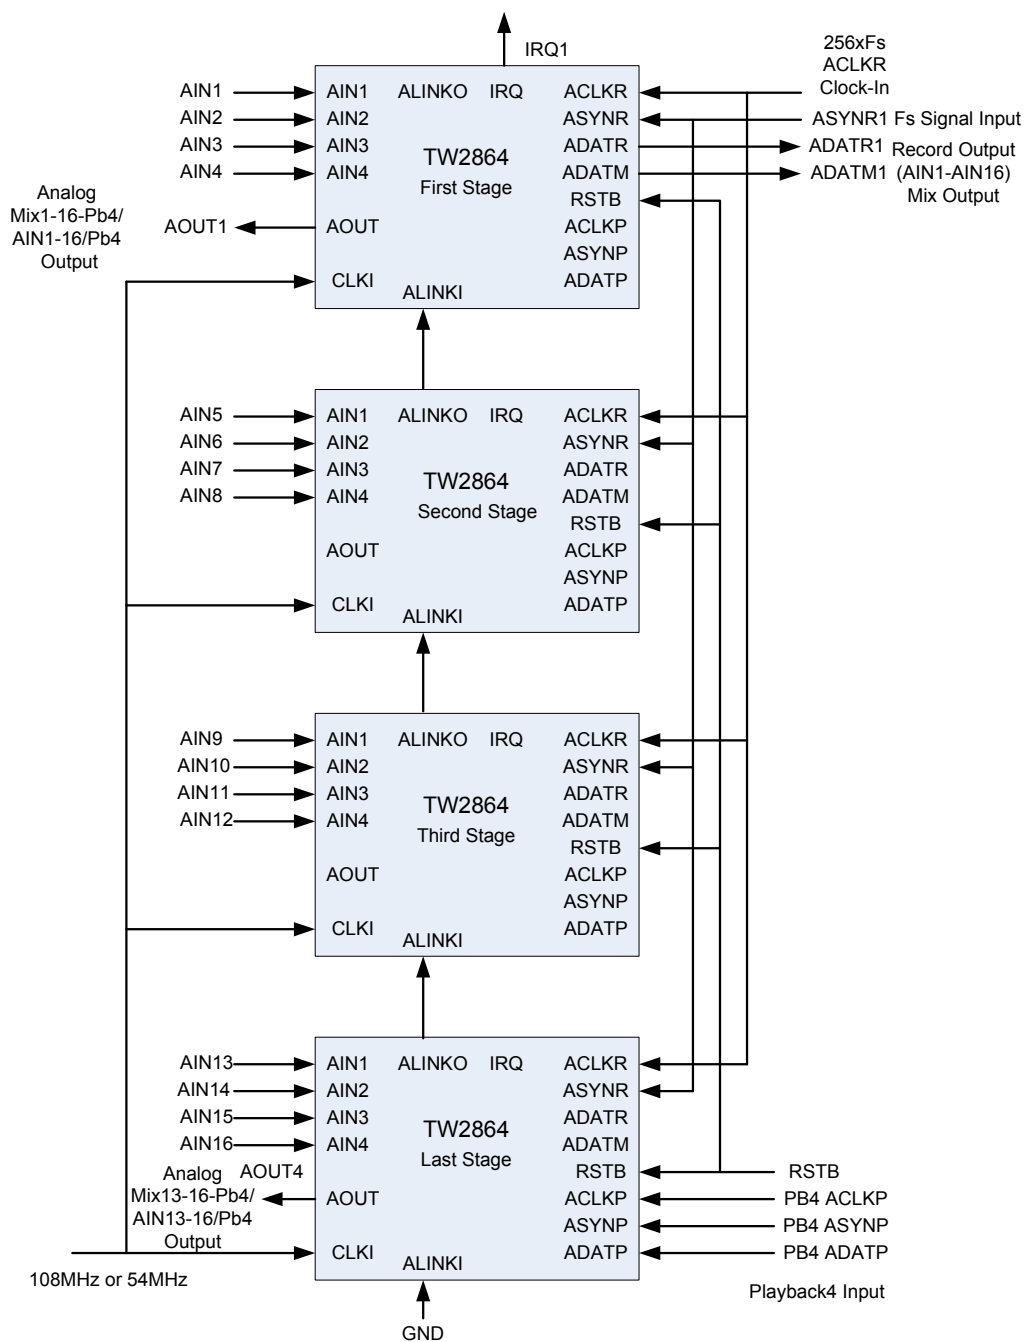 IRQ1
256xFs
ACLKR
Clock-In
AIN1 AIN1 ALINKO IRQ ACLKR
AIN2 AIN2 ASYNR ASYNR1 Fs Signal Input
AIN3 AIN3 ADATR ADATR1 Record Output
TW2864
AIN4 AIN4 ADATM ADATM1 (AIN1-AIN16)
First Stage
Mix Output
RSTB
Analog
Mix1-16-Pb4/
AIN1-16/Pb4
Output
AOUT1 AOUT ACLKP
ASYNP
CLKI ADATP
ALINKI
AIN5 AIN1 ALINKO IRQ ACLKR
AIN6 AIN2 ASYNR
AIN7 AIN3 ADATR
TW2864
AIN8 AIN4 ADATM
Second Stage
RSTB
AOUT ACLKP
ASYNP
CLKI ADATP
ALINKI
AIN9 AIN1 ALINKO IRQ ACLKR
AIN10 AIN2 ASYNR
AIN11 AIN3 ADATR
TW2864
AIN12 AIN4 ADATM
Third Stage
RSTB
AOUT ACLKP
ASYNP
CLKI ADATP
ALINKI
AIN13 AIN1 ALINKO IRQ ACLKR
AIN14 AIN2 ASYNR
AIN15 AIN3 ADATR
TW2864
AIN16 AIN4 ADATM
Last Stage
AOUT4 RSTB RSTB
Analog
Mix13-16-Pb4/
AIN13-16/Pb4
Output
AOUT ACLKP PB4 ACLKP
ASYNP PB4 ASYNP
CLKI ADATP PB4 ADATP
ALINKI
108MHz or 54MHz
Playback4 Input
GND